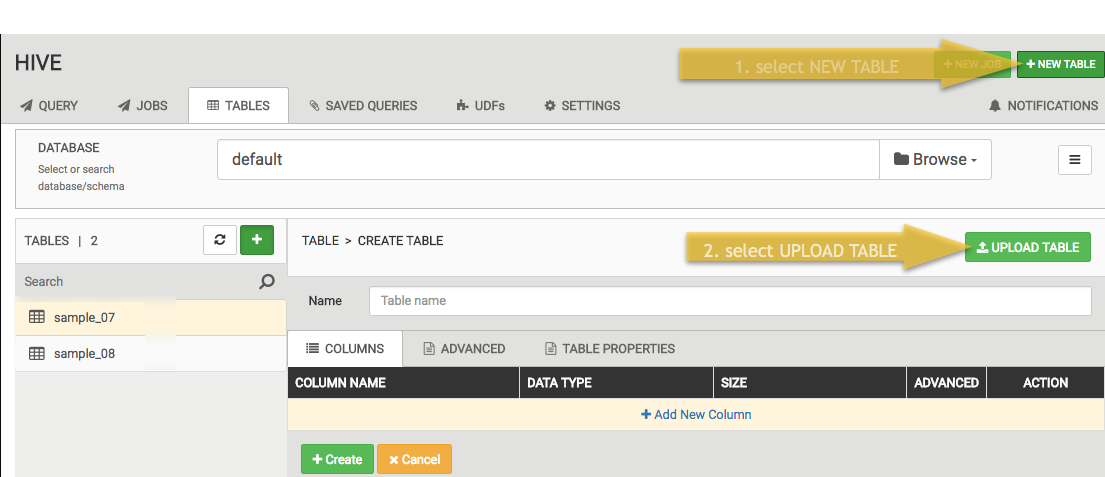 HIVE
1. select NEW TABLE
+ NEW JOB
+ NEW TABLE
QUERY
JOBS
TABLES
SAVED QUERIES
UDFs
SETTINGS
NOTIFICATIONS
DATABASE
Select or search
database/schema
default
Browse
TABLES | 2
+
TABLE > CREATE TABLE
2. select UPLOAD TABLE
UPLOAD TABLE
Search
Name
Table name
sample_07
sample_08
COLUMNS
ADVANCED
TABLE PROPERTIES
COLUMN NAME
DATA TYPE
SIZE
ADVANCED
ACTION
+ Add New Column
+ Create
× Cancel